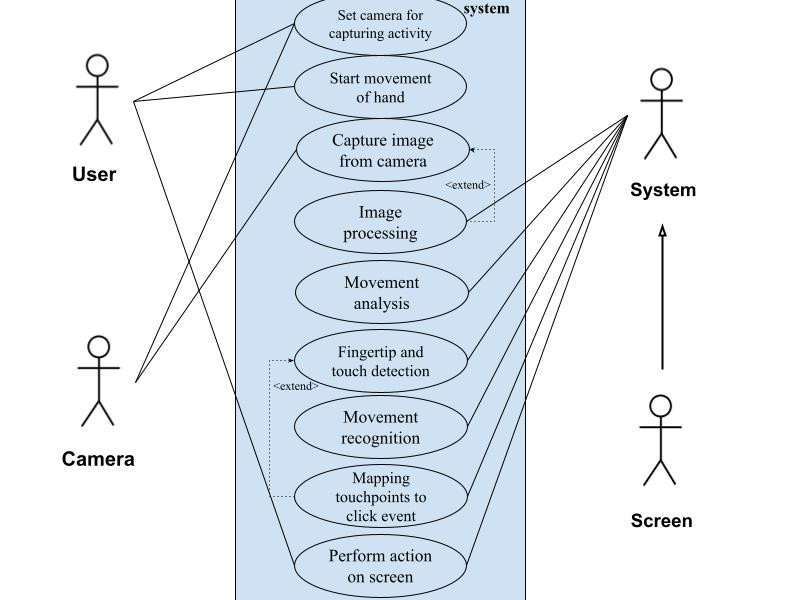 system
Set camera for
capturing activity
Start movement
of hand
Capture image
from camera
<extend>
User
System
Image
processing
Movement
analysis
Fingertip and
touch detection
<extend>
Movement
recognition
Camera
Mapping
touchpoints to
click event
Screen
Perform action
on screen